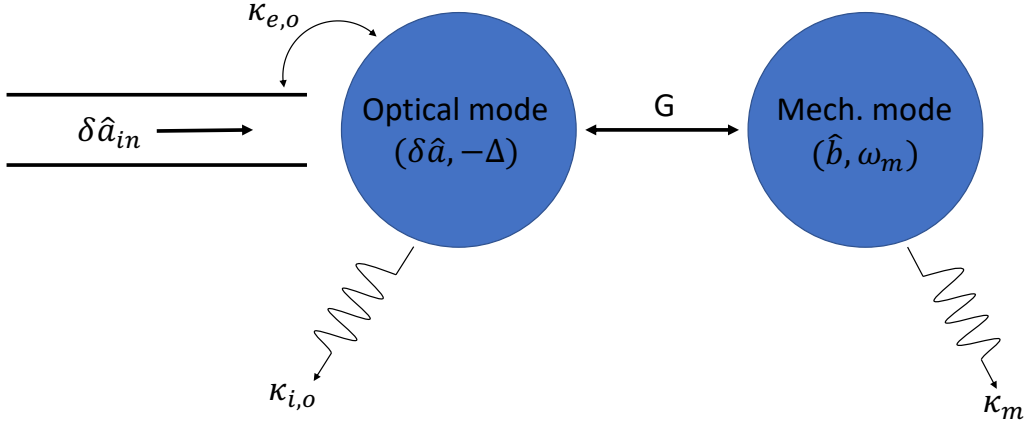 κ_{e,o}
δâ_{in}
Optical mode
(δâ, −Δ)
G
Mech. mode
(b̂, ω_m)
κ_{i,o}
κ_m